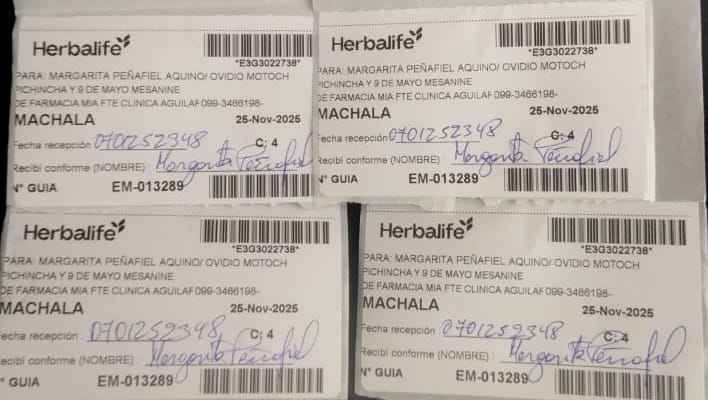 Herbalife
*E3G3022738*
PARA: MARGARITA PEÑAFIEL AQUINO/ OVIDIO MOTOCH
PICHINCHA Y 9 DE MAYO MESANINE
DE FARMACIA MIA FTE CLINICA AGUILAF 099-3466198-
MACHALA 25-Nov-2025
Fecha recepción 0701252348 C; 4
Recibí conforme (NOMBRE) Margarita Peñafiel
N° GUIA EM-013289
Herbalife
*E3G3022738*
PARA: MARGARITA PEÑAFIEL AQUINO/ OVIDIO MOTOCH
PICHINCHA Y 9 DE MAYO MESANINE
DE FARMACIA MIA FTE CLINICA AGUILAF 099-3466198-
MACHALA 25-Nov-2025
Fecha recepción 0701252348 C; 4
Recibí conforme (NOMBRE) Margarita Peñafiel
N° GUIA EM-013289
Herbalife
*E3G3022738*
PARA: MARGARITA PEÑAFIEL AQUINO/ OVIDIO MOTOCH
PICHINCHA Y 9 DE MAYO MESANINE
DE FARMACIA MIA FTE CLINICA AGUILAF 099-3466198-
MACHALA 25-Nov-2025
Fecha recepción 0701252348 C; 4
Recibí conforme (NOMBRE) Margarita Peñafiel
N° GUIA EM-013289
Herbalife
*E3G3022738*
PARA: MARGARITA PEÑAFIEL AQUINO/ OVIDIO MOTOCH
PICHINCHA Y 9 DE MAYO MESANINE
DE FARMACIA MIA FTE CLINICA AGUILAF 099-3466198-
MACHALA 25-Nov-2025
Fecha recepción 0701252348 C; 4
Recibí conforme (NOMBRE) Margarita Peñafiel
N° GUIA EM-013289